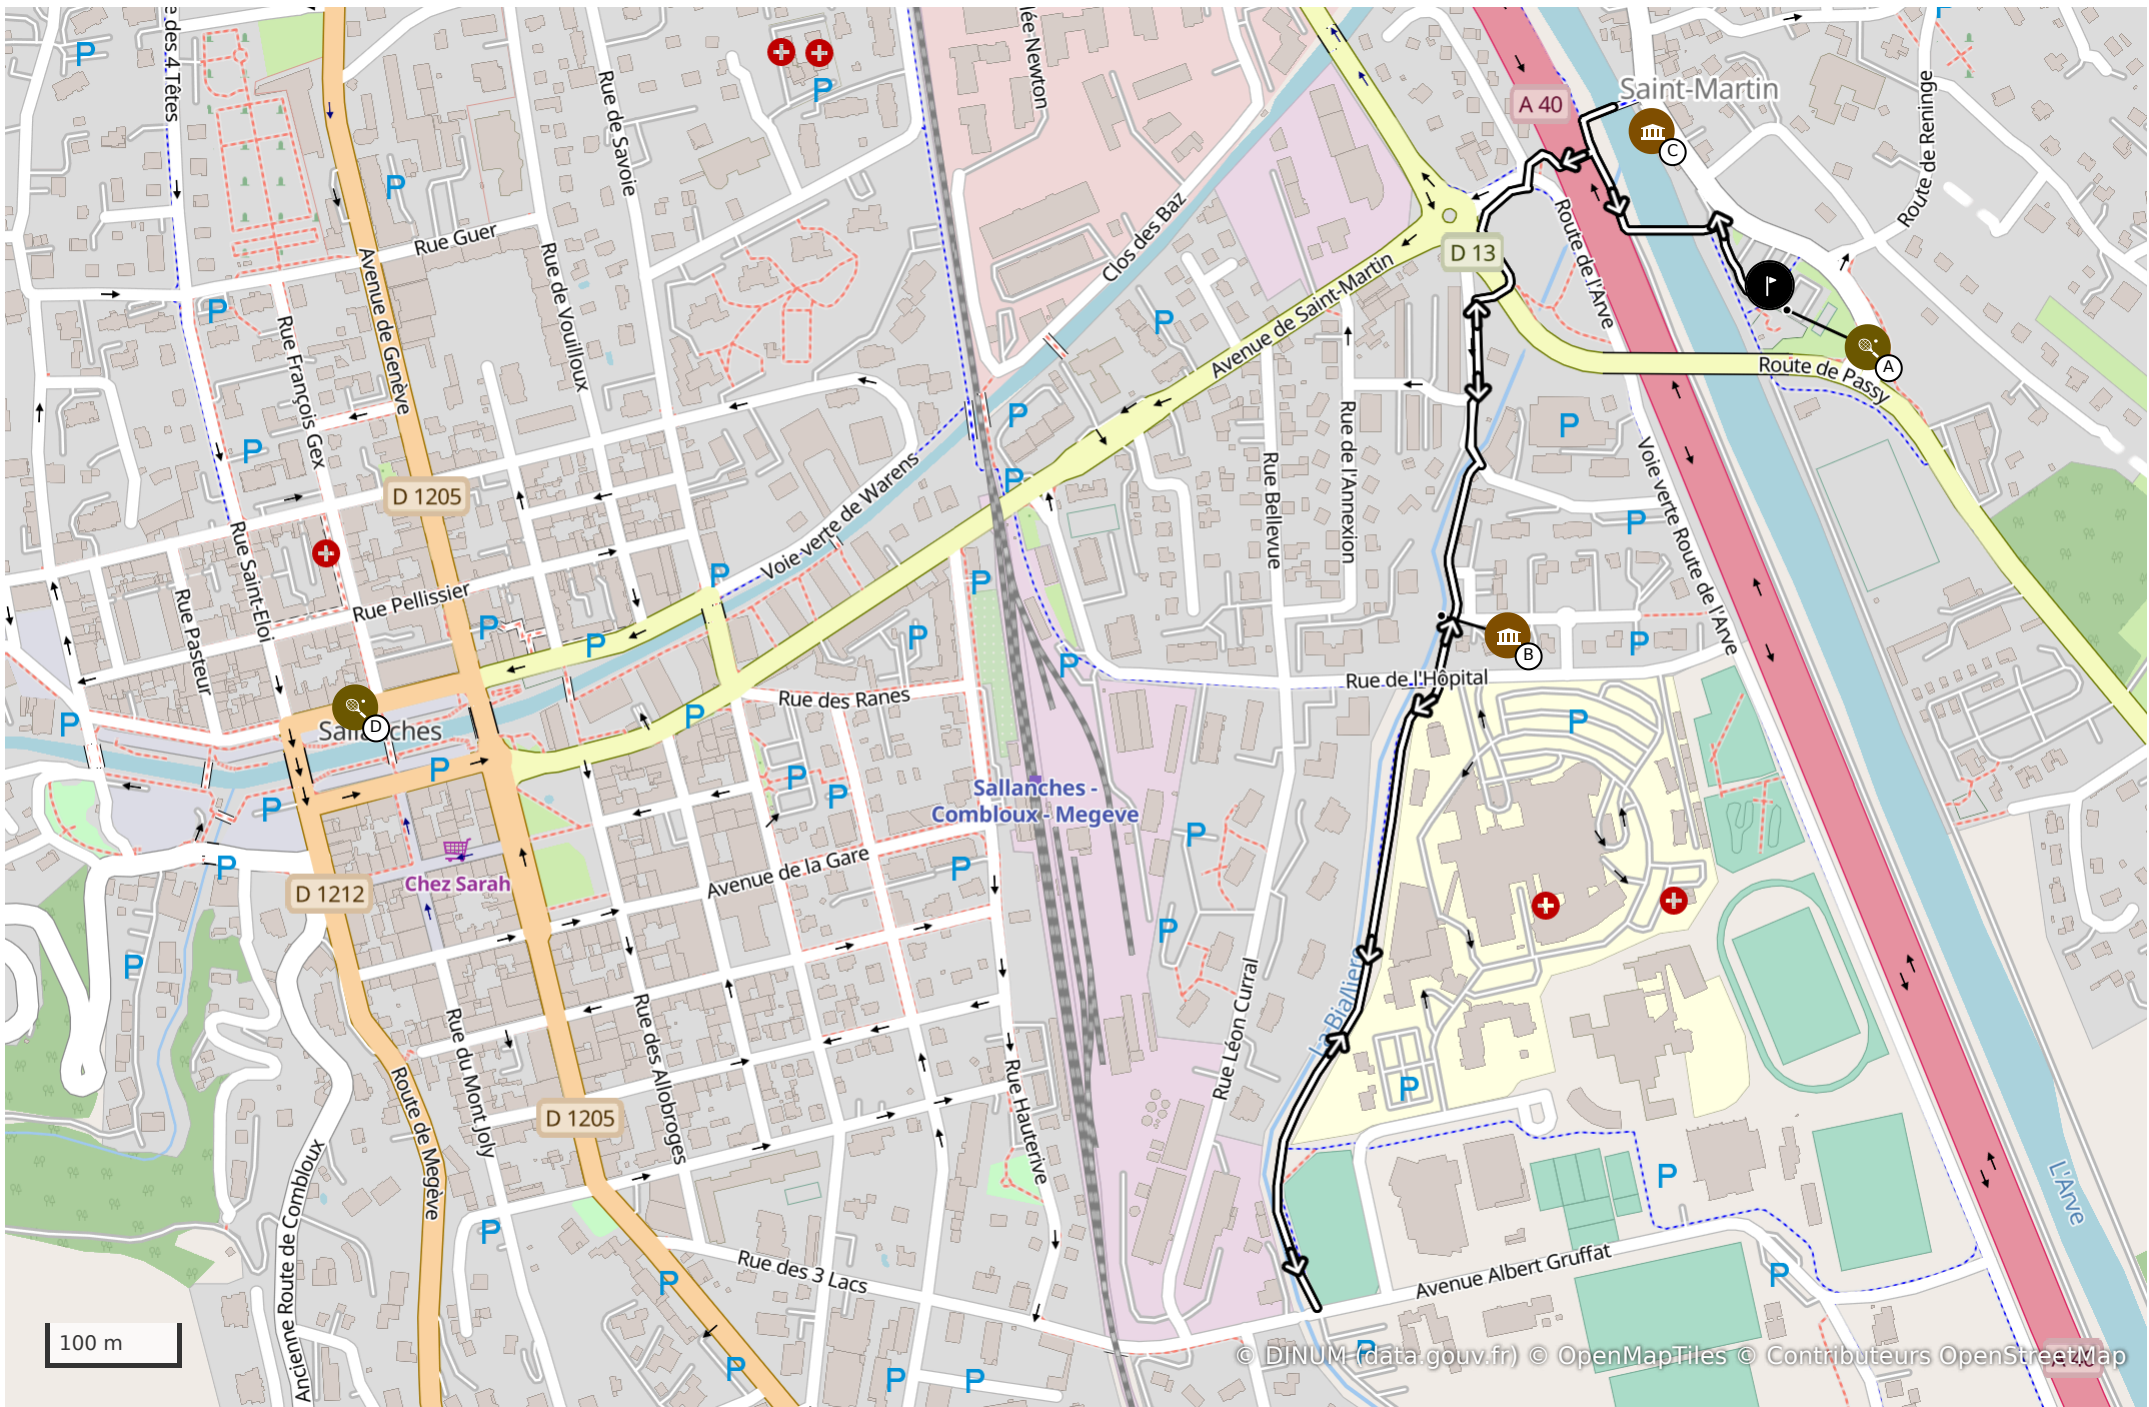 Rue de Savoie
Saint-Martin
A 40
C
Route de Reninge
Rue Guer
Clos des Baz
D 13
Route de l'Arve
Avenue de Genève
Rue de Vouilloux
Rue François Gex
Avenue de Saint-Martin
Route de Passy
A
Rue de l'Annexion
Rue Bellevue
Voie verte Route de l'Arve
D 1205
Voie verte de Warens
Rue Saint-Eloi
Rue Pellissier
Rue Pasteur
B
Rue de l'Hôpital
Rue des Ranes
D
Sallanches -
Combloux - Megeve
Chez Sarah
Avenue de la Gare
D 1212
La Biallière
Rue Léon Curral
Rue des Allobroges
Rue du Mont Joly
Rue Hauterive
Route de Megève
D 1205
Ancienne Route de Combloux
L'Arve
Rue des 3 Lacs
Avenue Albert Gruffat
100 m
© DINUM (data.gouv.fr) © OpenMapTiles © Contributeurs OpenStreetMap